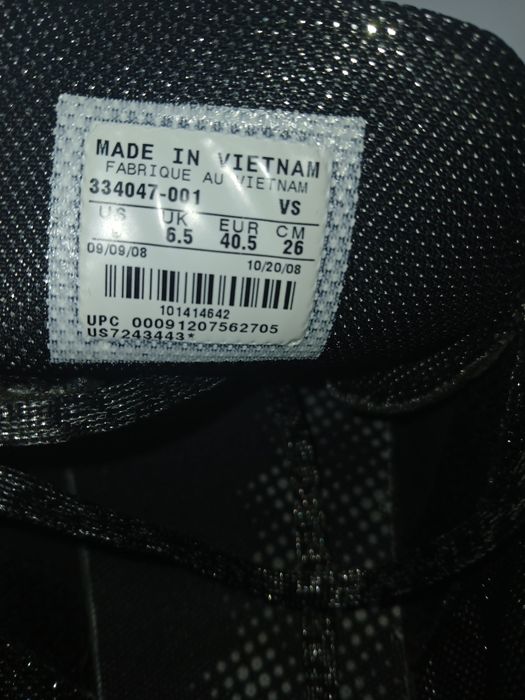 MADE IN VIETNAM
FABRIQUE AU VIETNAM
334047-001 VS
US UK EUR CM
6.5 40.5 26
09/09/08 10/20/08
101414642
UPC 00091207562705
US7243443*